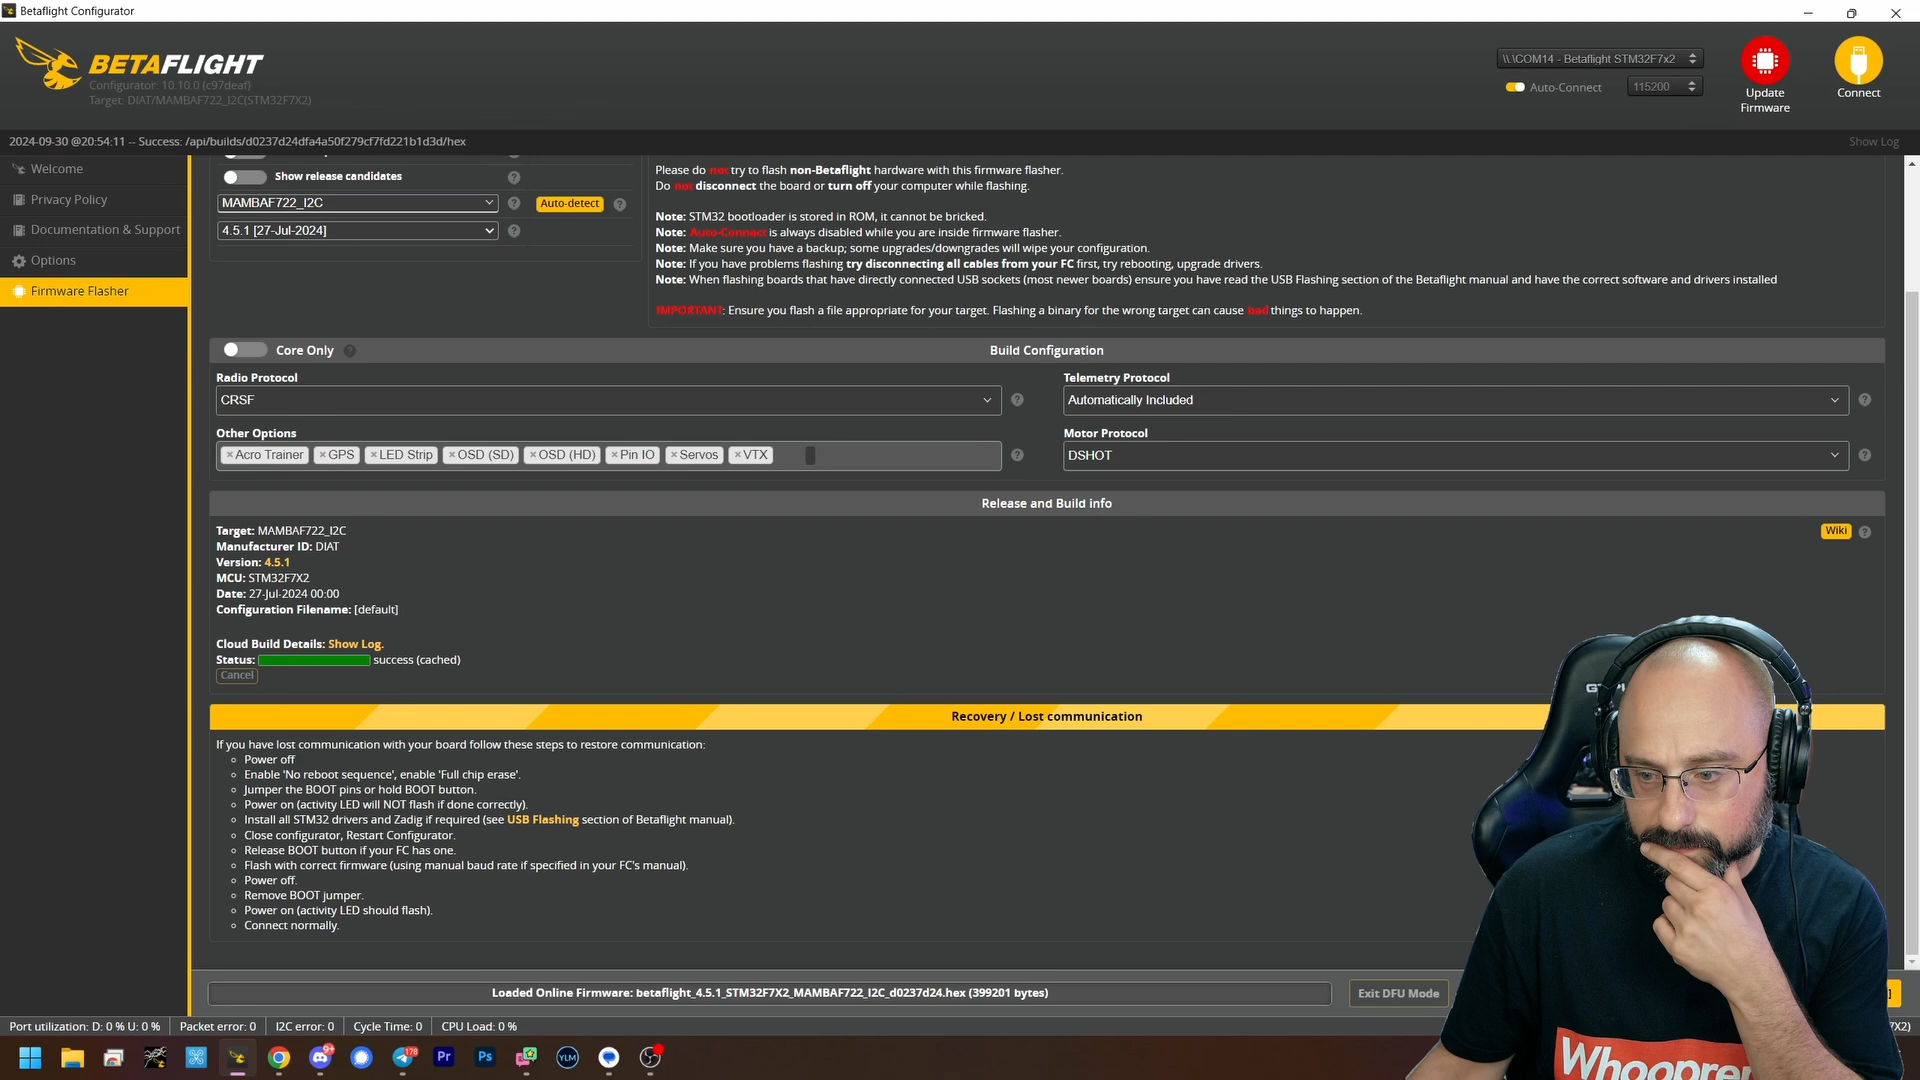 Betaflight Configurator
BETAFLIGHT
Configurator: 10.10.0 (c97deaf)
Target: DIAT/MAMBAF722_I2C(STM32F7X2)
\\.\COM14 - Betaflight STM32F7x2
Auto-Connect
115200
Update
Firmware
Connect
2024-09-30 @20:54:11 -- Success: /api/builds/d0237d24dfa4a50f279cf7fd221b1d3d/hex
Show Log
Welcome
Privacy Policy
Documentation & Support
Options
Firmware Flasher
Show release candidates
MAMBAF722_I2C
Auto-detect
4.5.1 [27-Jul-2024]
Please do not try to flash non-Betaflight hardware with this firmware flasher.
Do not disconnect the board or turn off your computer while flashing.
Note: STM32 bootloader is stored in ROM, it cannot be bricked.
Note: Auto-Connect is always disabled while you are inside firmware flasher.
Note: Make sure you have a backup; some upgrades/downgrades will wipe your configuration.
Note: If you have problems flashing try disconnecting all cables from your FC first, try rebooting, upgrade drivers.
Note: When flashing boards that have directly connected USB sockets (most newer boards) ensure you have read the USB Flashing section of the Betaflight manual and have the correct software and drivers installed
IMPORTANT: Ensure you flash a file appropriate for your target. Flashing a binary for the wrong target can cause bad things to happen.
Core Only
Build Configuration
Radio Protocol
CRSF
Telemetry Protocol
Automatically Included
Other Options
×Acro Trainer ×GPS ×LED Strip ×OSD (SD) ×OSD (HD) ×Pin IO ×Servos ×VTX
Motor Protocol
DSHOT
Release and Build info
Target: MAMBAF722_I2C
Manufacturer ID: DIAT
Version: 4.5.1
MCU: STM32F7X2
Date: 27-Jul-2024 00:00
Configuration Filename: [default]
Wiki
Cloud Build Details: Show Log.
Status: success (cached)
Cancel
Recovery / Lost communication
If you have lost communication with your board follow these steps to restore communication:
Power off
Enable 'No reboot sequence', enable 'Full chip erase'.
Jumper the BOOT pins or hold BOOT button.
Power on (activity LED will NOT flash if done correctly).
Install all STM32 drivers and Zadig if required (see USB Flashing section of Betaflight manual).
Close configurator, Restart Configurator.
Release BOOT button if your FC has one.
Flash with correct firmware (using manual baud rate if specified in your FC's manual).
Power off.
Remove BOOT jumper.
Power on (activity LED should flash).
Connect normally.
Loaded Online Firmware: betaflight_4.5.1_STM32F7X2_MAMBAF722_I2C_d0237d24.hex (399201 bytes)
Exit DFU Mode
Port utilization: D: 0 % U: 0 %
Packet error: 0
I2C error: 0
Cycle Time: 0
CPU Load: 0 %
7X2)
9+
178
Pr
Ps
YLM